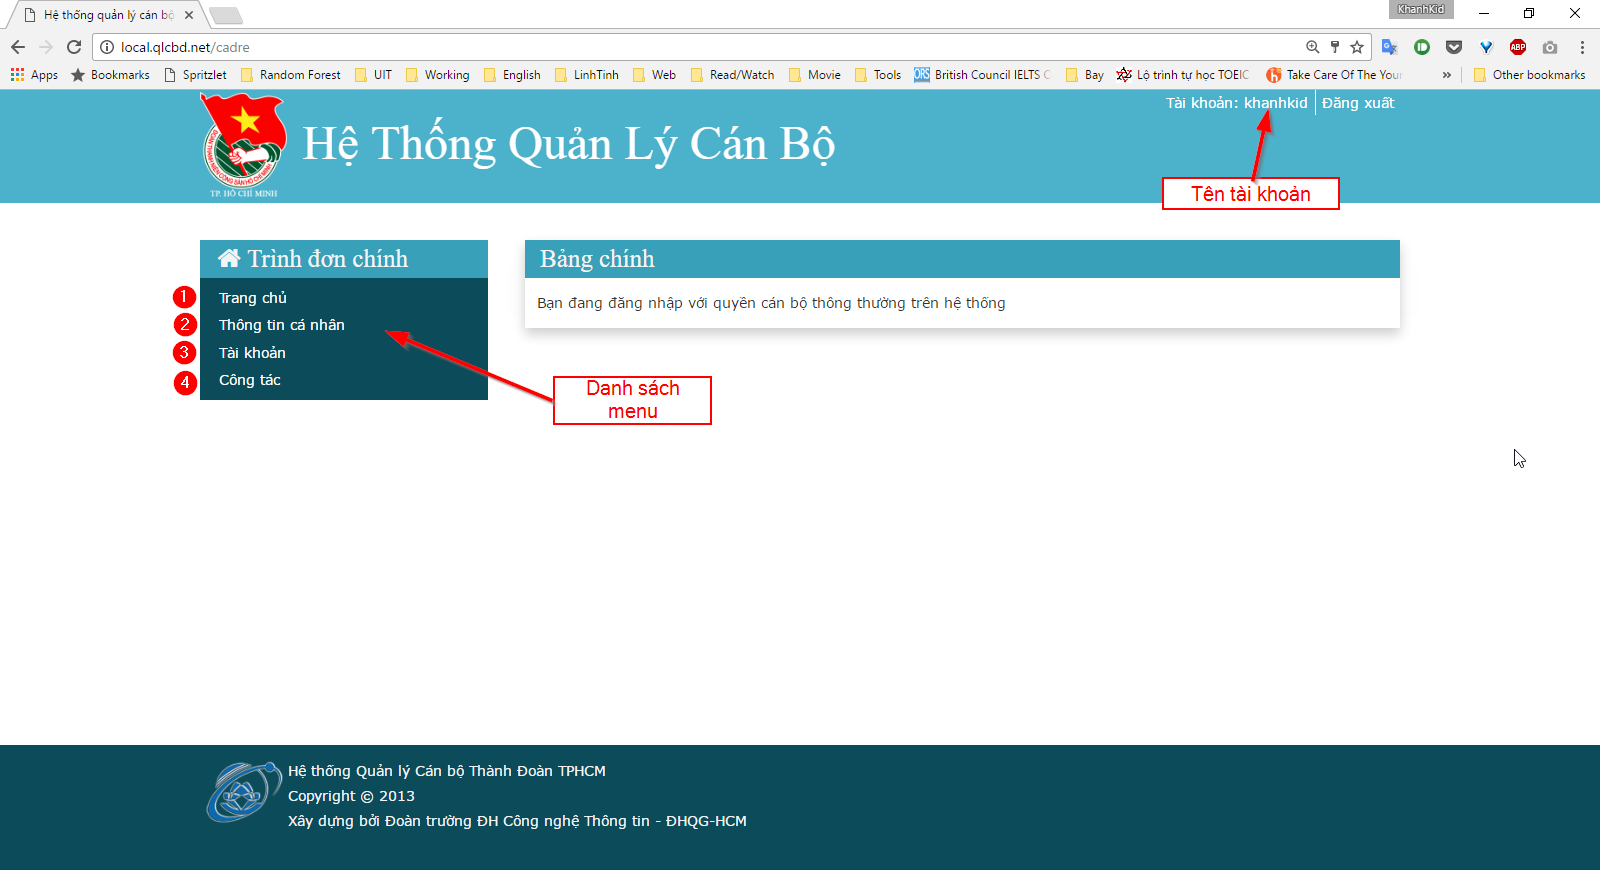 KhanhKid
Hệ thống quản lý cán bộ
local.qlcbd.net/cadre
Apps Bookmarks Spritzlet Random Forest UIT Working English LinhTinh Web Read/Watch Movie Tools British Council IELTS Bay Lộ trình tự học TOEIC Take Care Of The Your » Other bookmarks
Tài khoản: khanhkid Đăng xuất
TP. HỒ CHÍ MINH
Hệ Thống Quản Lý Cán Bộ
Tên tài khoản
Trình đơn chính
1 Trang chủ
2 Thông tin cá nhân
3 Tài khoản
4 Công tác
Bảng chính
Bạn đang đăng nhập với quyền cán bộ thông thường trên hệ thống
Danh sách
menu
Hệ thống Quản lý Cán bộ Thành Đoàn TPHCM
Copyright © 2013
Xây dựng bởi Đoàn trường ĐH Công nghệ Thông tin - ĐHQG-HCM